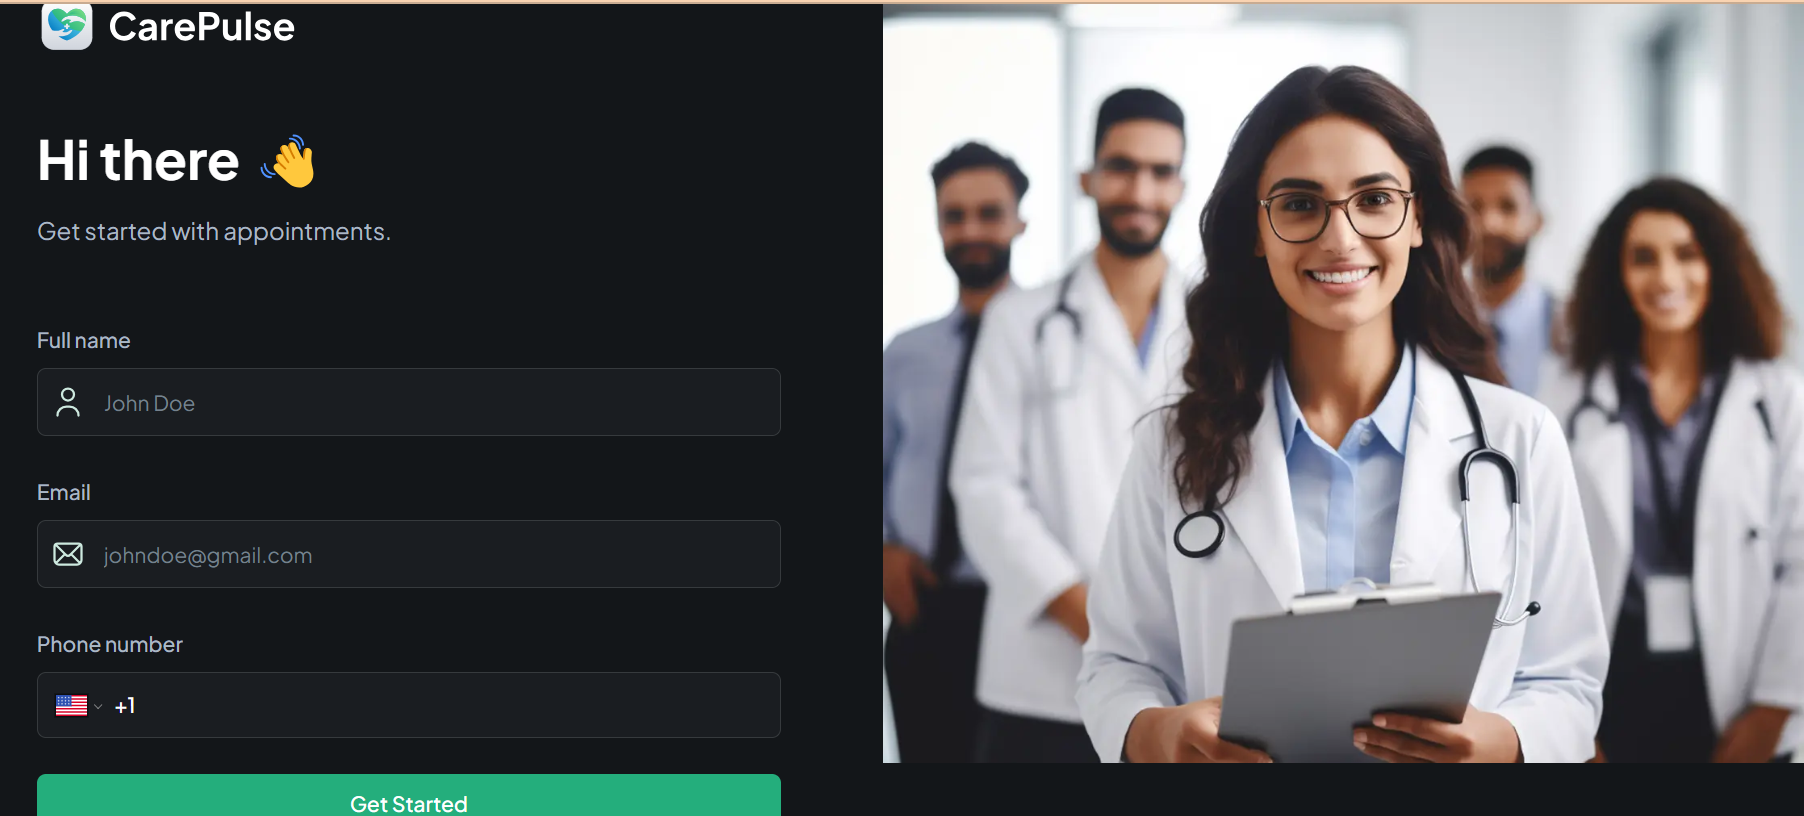 CarePulse
Hi there 👋
Get started with appointments.
Full name
John Doe
Email
johndoe@gmail.com
Phone number
+1
Get Started